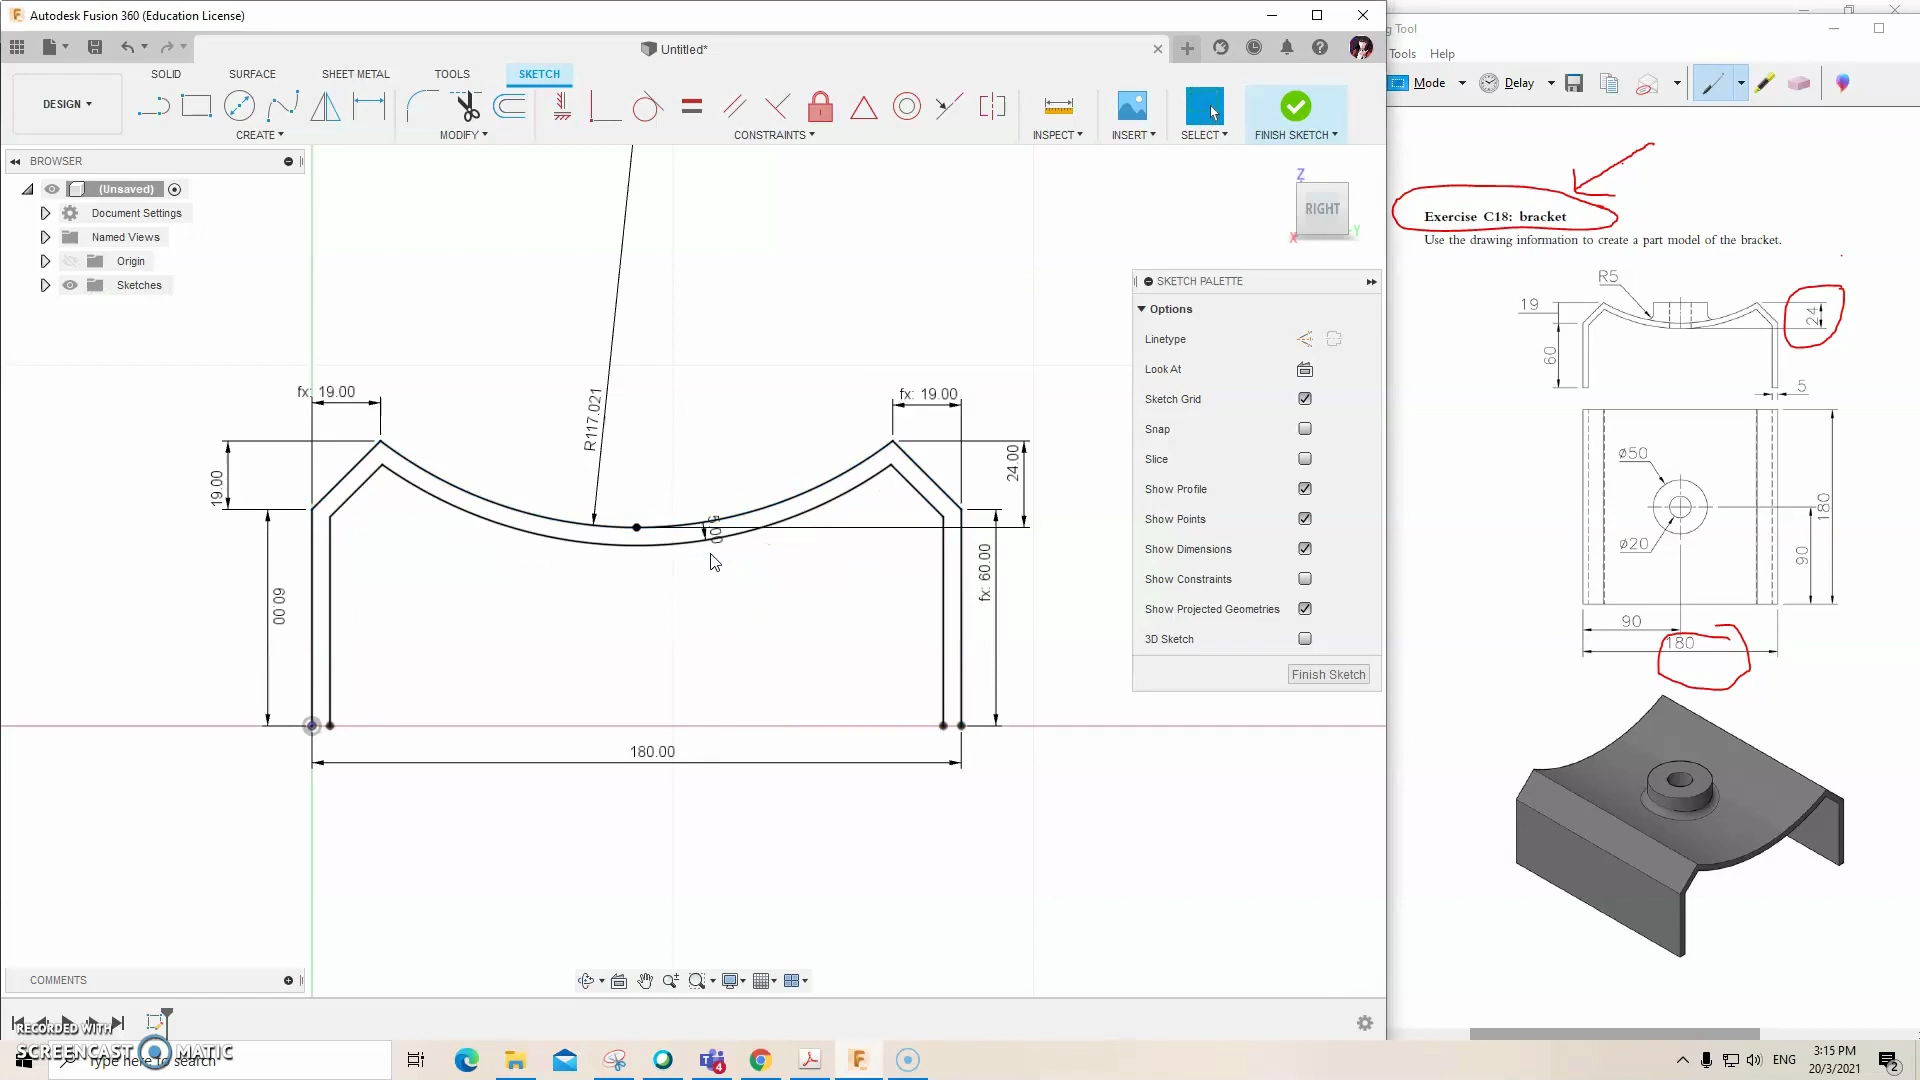 Autodesk Fusion 360 (Education License)
Untitled*
SOLID SURFACE SHEET METAL TOOLS SKETCH
DESIGN
CREATE MODIFY CONSTRAINTS INSPECT INSERT SELECT FINISH SKETCH
BROWSER
(Unsaved)
Document Settings
Named Views
Origin
Sketches
Z
RIGHT
X
Y
SKETCH PALETTE
Options
Linetype
Look At
Sketch Grid
Snap
Slice
Show Profile
Show Points
Show Dimensions
Show Constraints
Show Projected Geometries
3D Sketch
Finish Sketch
fx: 19.00
fx: 19.00
R117.021
19.00
24.00
5.00
60.00
fx: 60.00
180.00
COMMENTS
RECORDED WITH
SCREENCAST MATIC
Type here to search
g Tool
Tools Help
Mode Delay
Exercise C18: bracket
Use the drawing information to create a part model of the bracket.
R5
19
24
60
5
ø50
180
ø20
90
90
180
4
ENG
3:15 PM
20/3/2021
2